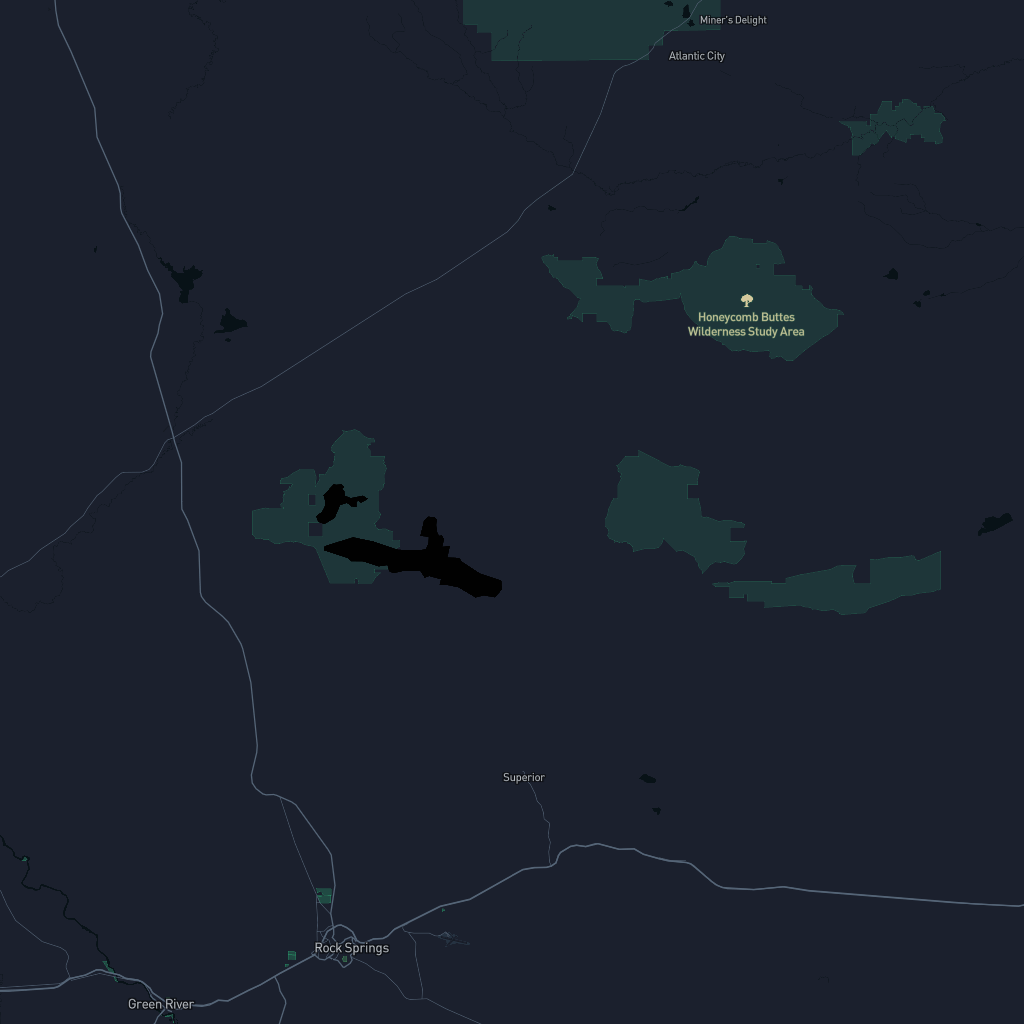 Miner's Delight
Atlantic City
Honeycomb Buttes
Wilderness Study Area
Superior
Rock Springs
Green River